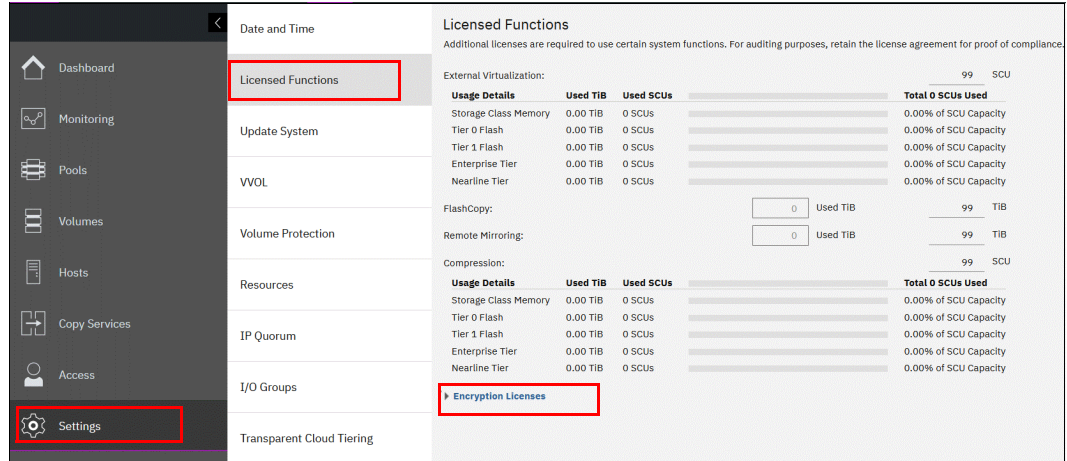 Dashboard
Monitoring
Pools
Volumes
Hosts
Copy Services
Access
Settings
Date and Time
Licensed Functions
Update System
VVOL
Volume Protection
Resources
IP Quorum
I/O Groups
Transparent Cloud Tiering
Licensed Functions
Additional licenses are required to use certain system functions. For auditing purposes, retain the license agreement for proof of compliance.
External Virtualization: 99 SCU
Usage Details Used TiB Used SCUs Total 0 SCUs Used
Storage Class Memory 0.00 TiB 0 SCUs 0.00% of SCU Capacity
Tier 0 Flash 0.00 TiB 0 SCUs 0.00% of SCU Capacity
Tier 1 Flash 0.00 TiB 0 SCUs 0.00% of SCU Capacity
Enterprise Tier 0.00 TiB 0 SCUs 0.00% of SCU Capacity
Nearline Tier 0.00 TiB 0 SCUs 0.00% of SCU Capacity
FlashCopy: 0 Used TiB 99 TiB
Remote Mirroring: 0 Used TiB 99 TiB
Compression: 99 SCU
Usage Details Used TiB Used SCUs Total 0 SCUs Used
Storage Class Memory 0.00 TiB 0 SCUs 0.00% of SCU Capacity
Tier 0 Flash 0.00 TiB 0 SCUs 0.00% of SCU Capacity
Tier 1 Flash 0.00 TiB 0 SCUs 0.00% of SCU Capacity
Enterprise Tier 0.00 TiB 0 SCUs 0.00% of SCU Capacity
Nearline Tier 0.00 TiB 0 SCUs 0.00% of SCU Capacity
Encryption Licenses